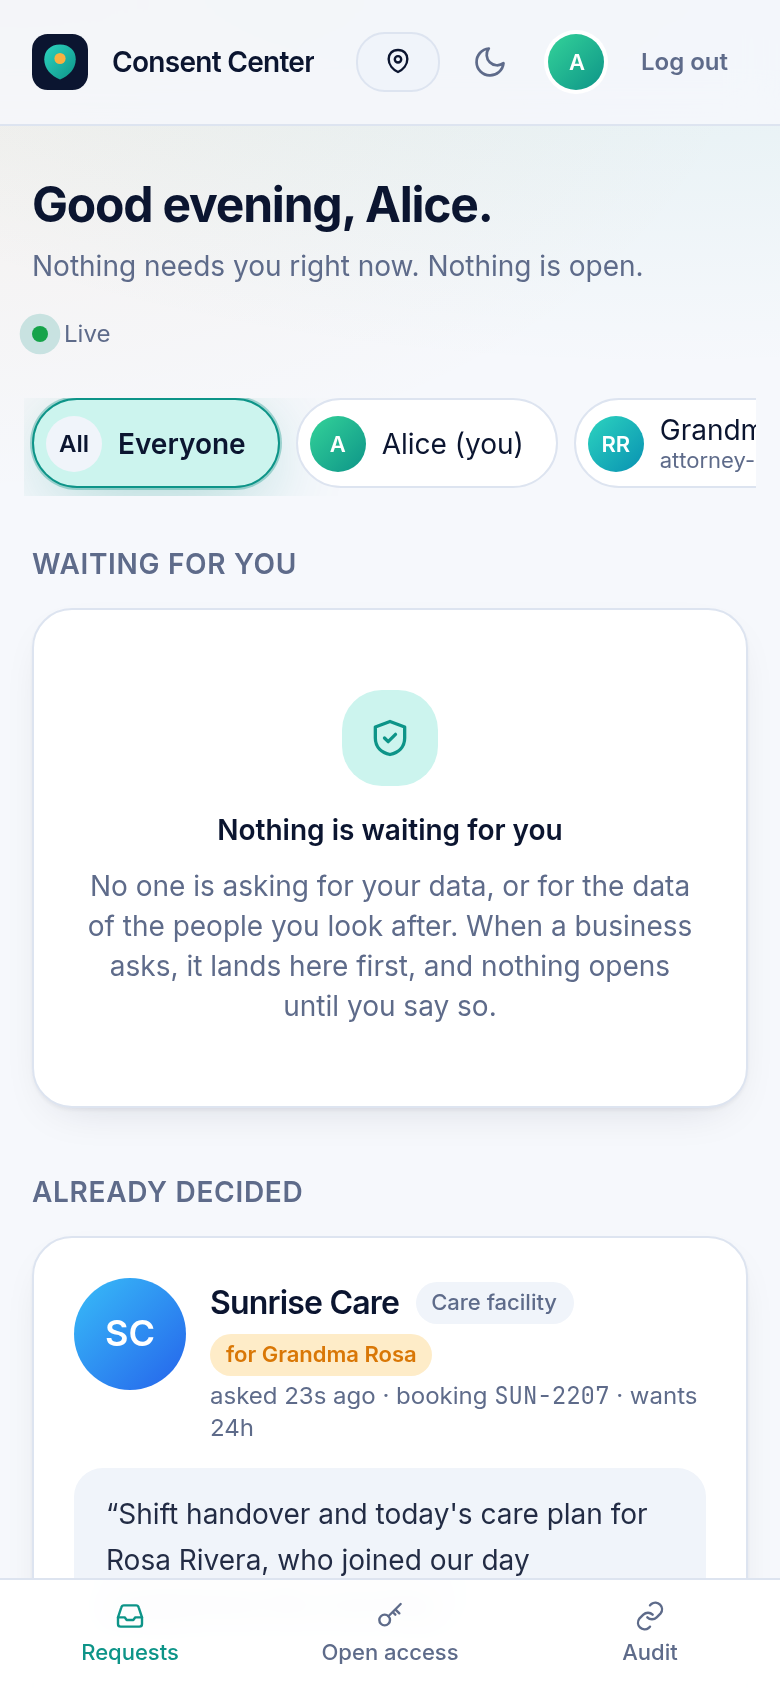 Consent Center
A
Log out
Good evening, Alice.
Nothing needs you right now. Nothing is open.
Live
All
Everyone
A
Alice (you)
RR
Grandm
attorney-
WAITING FOR YOU
Nothing is waiting for you
No one is asking for your data, or for the data
of the people you look after. When a business
asks, it lands here first, and nothing opens
until you say so.
ALREADY DECIDED
SC
Sunrise Care
Care facility
for Grandma Rosa
asked 23s ago · booking SUN-2207 · wants
24h
“Shift handover and today's care plan for
Rosa Rivera, who joined our day
Requests
Open access
Audit